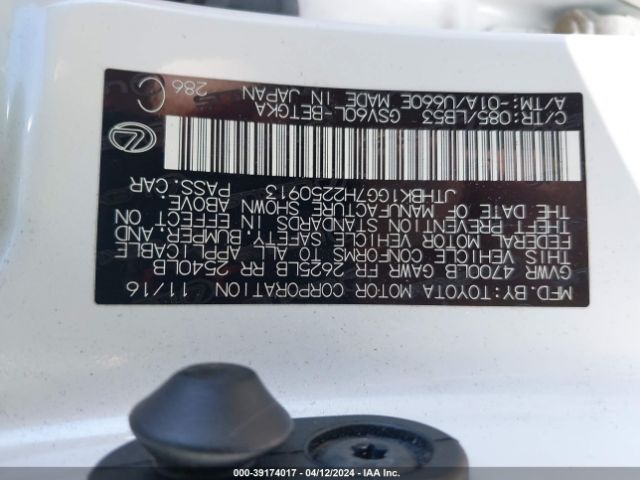 MFD.BY:TOYOTA MOTOR CORPORATION 11/16
GVWR 4700LB GAWR FR 2625LB RR 2540LB
THIS VEHICLE CONFORMS TO ALL APPLICABLE
FEDERAL MOTOR VEHICLE SAFETY, BUMPER, AND
THEFT PREVENTION STANDARDS IN EFFECT ON
THE DATE OF MANUFACTURE SHOWN ABOVE.
JTHBK1GG7H2250913 PASS.CAR
C/TR:085/LB53 GSV60L-BETGKA
A/TM:-01A/U660E MADE IN JAPAN
286
C
000-39174017 - 04/12/2024 - IAA Inc.